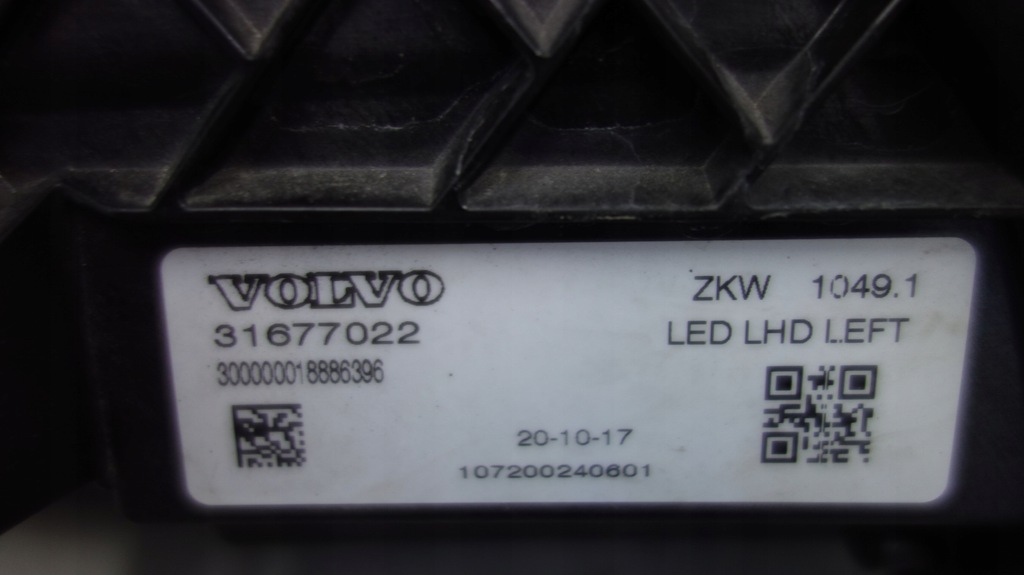 VOLVO
31677022
300000018886396
ZKW 1049.1
LED LHD LEFT
20-10-17
107200240601